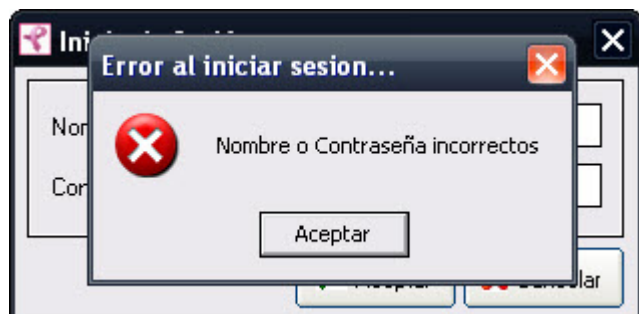 Error al iniciar sesion...
Nombre o Contraseña incorrectos
Aceptar